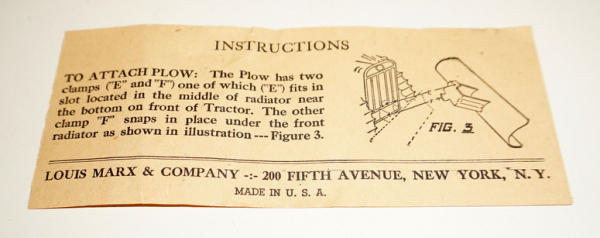 INSTRUCTIONS
TO ATTACH PLOW: The Plow has two
clamps ("E" and "F") one of which ("E") fits in
slot located in the middle of radiator near
the bottom on front of Tractor. The other
clamp "F" snaps in place under the front
radiator as shown in illustration --- Figure 3.
FIG. 3
LOUIS MARX & COMPANY -:- 200 FIFTH AVENUE, NEW YORK, N. Y.
MADE IN U. S. A.